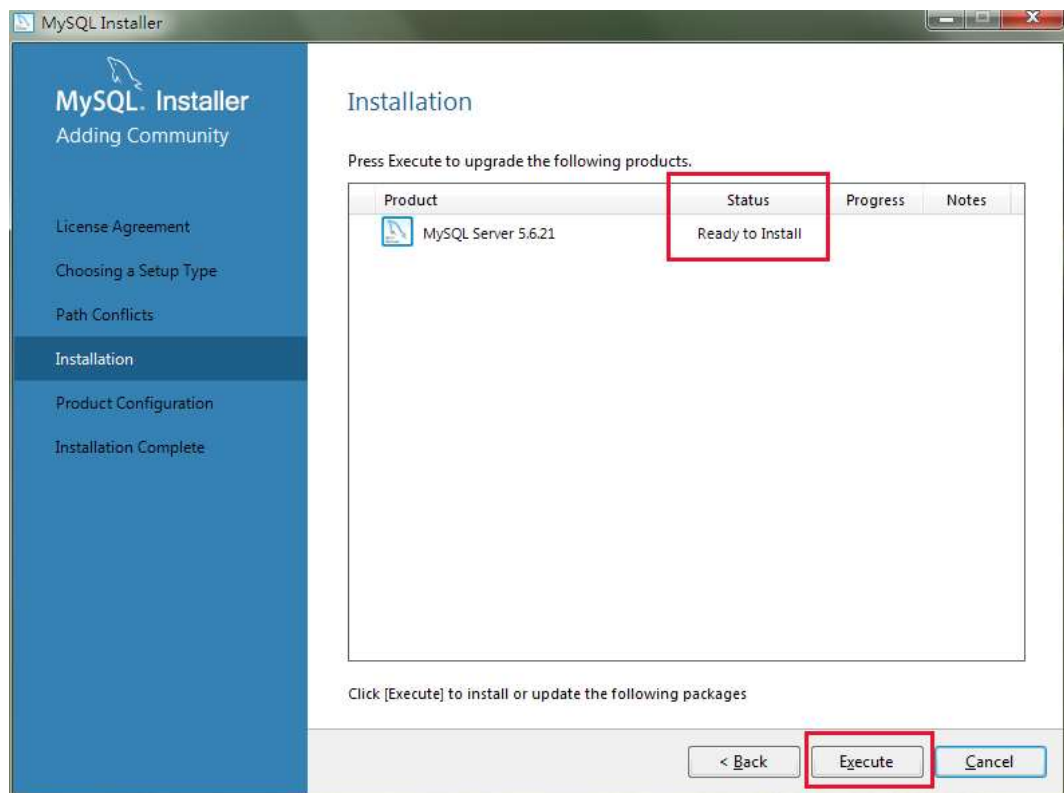 MySQL Installer
MySQL. Installer
Adding Community
License Agreement
Choosing a Setup Type
Path Conflicts
Installation
Product Configuration
Installation Complete
Installation
Press Execute to upgrade the following products.
Product Status Progress Notes
MySQL Server 5.6.21 Ready to Install
Click [Execute] to install or update the following packages
< Back Execute Cancel